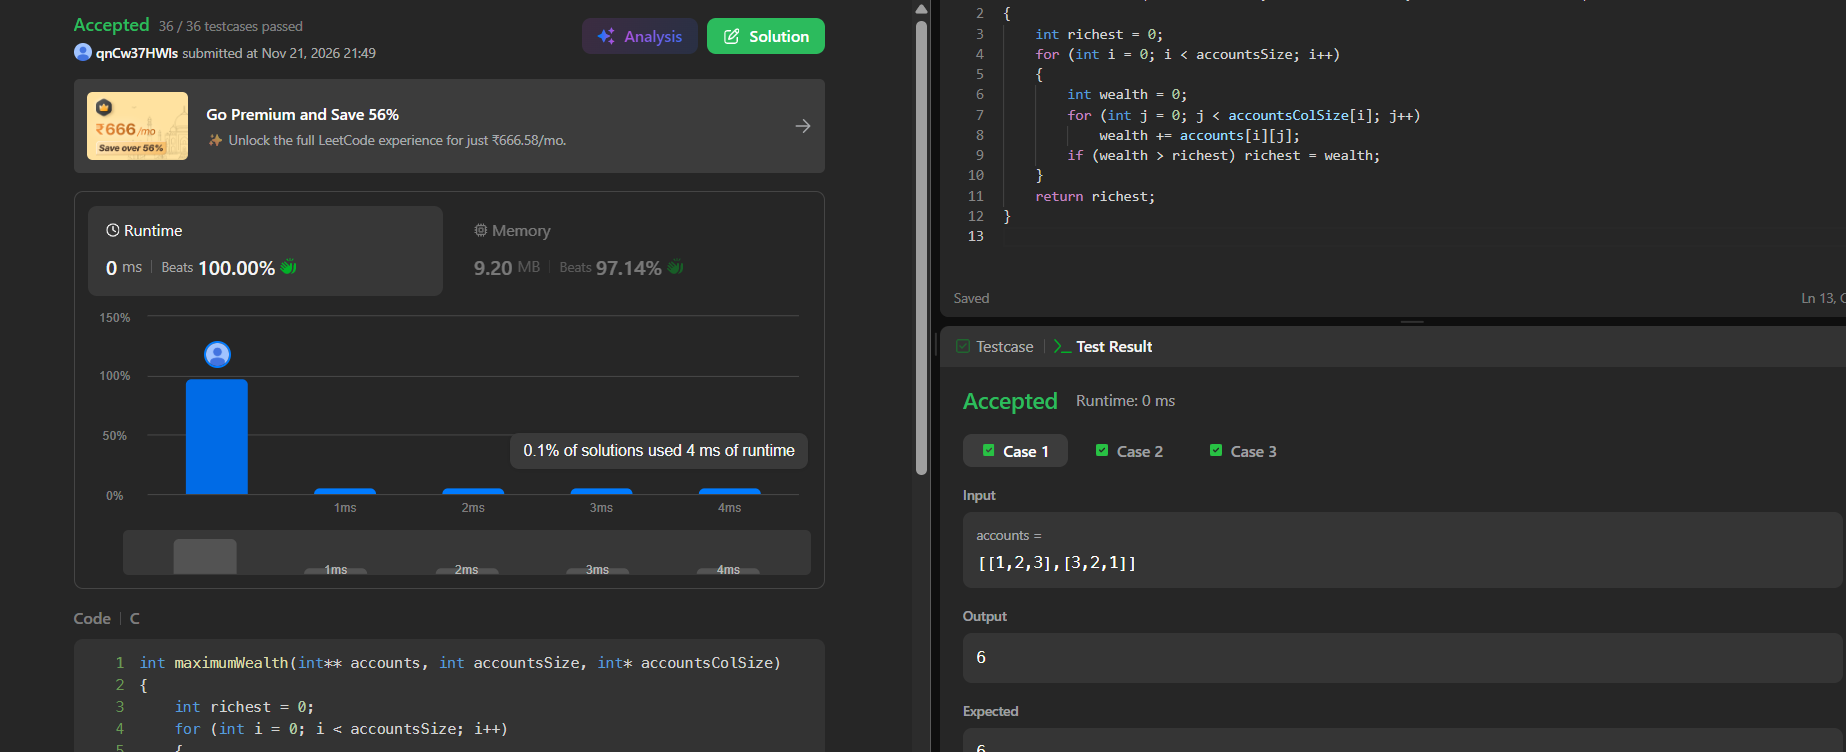 Accepted 36 / 36 testcases passed
qnCw37HWls submitted at Nov 21, 2026 21:49
Analysis
Solution
₹666/mo
Save over 56%
Go Premium and Save 56%
✨ Unlock the full LeetCode experience for just ₹666.58/mo.
Runtime
0 ms | Beats 100.00%
Memory
9.20 MB | Beats 97.14%
150%
100%
50%
0%
0.1% of solutions used 4 ms of runtime
1ms 2ms 3ms 4ms
1ms 2ms 3ms 4ms
Code | C
1 int maximumWealth(int** accounts, int accountsSize, int* accountsColSize)
2 {
3 int richest = 0;
4 for (int i = 0; i < accountsSize; i++)
5 {
2 {
3 int richest = 0;
4 for (int i = 0; i < accountsSize; i++)
5 {
6 int wealth = 0;
7 for (int j = 0; j < accountsColSize[i]; j++)
8 wealth += accounts[i][j];
9 if (wealth > richest) richest = wealth;
10 }
11 return richest;
12 }
13
Saved
Ln 13,
Testcase | >_ Test Result
Accepted Runtime: 0 ms
Case 1 Case 2 Case 3
Input
accounts =
[[1,2,3],[3,2,1]]
Output
6
Expected
6